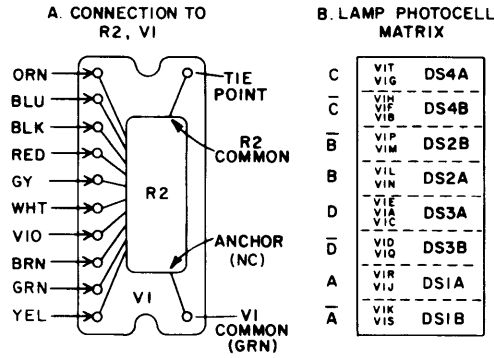 A. CONNECTION TO
R2, V1
ORN
BLU
BLK
RED
GY
WHT
VIO
BRN
GRN
YEL
TIE
POINT
R2
COMMON
R2
ANCHOR
(NC)
V1
V1
COMMON
(GRN)
B. LAMP PHOTOCELL
MATRIX
C V1T V1G DS4A
C̅ V1H V1F V1B DS4B
B̅ V1P V1M DS2B
B V1L V1N DS2A
D V1E V1A V1C DS3A
D̅ V1D V1Q DS3B
A V1R V1J DS1A
A̅ V1K V1S DS1B